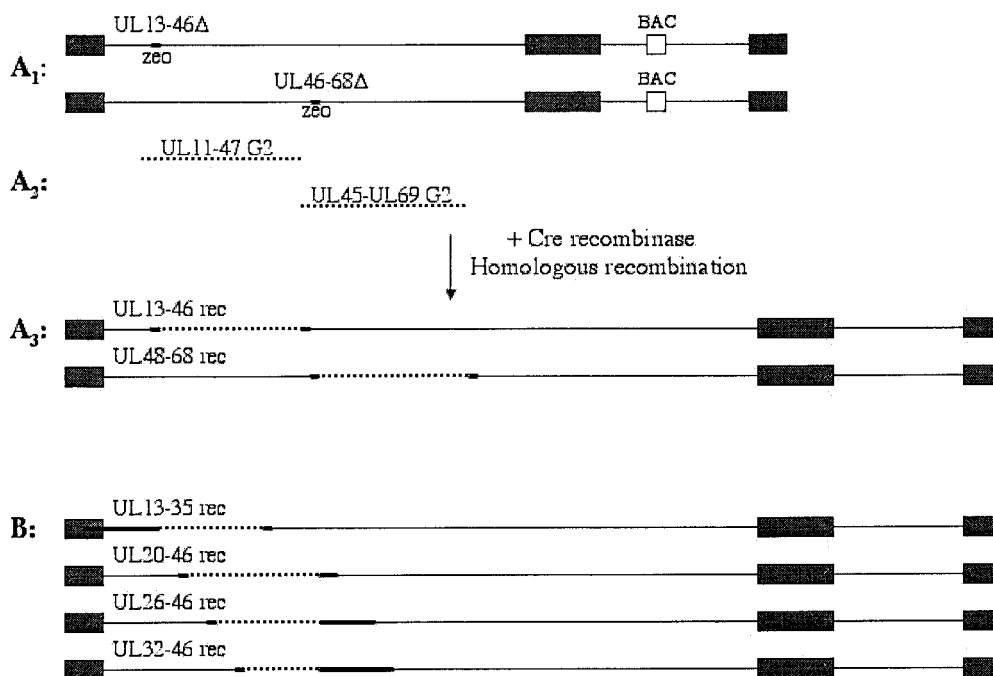 UL13-46Δ
BAC
zeo
A1:
UL46-68Δ
BAC
zeo
UL11-47 G2
A2:
UL45-UL69 G2
+ Cre recombinase
Homologous recombination
UL13-46 rec
A3:
UL48-68 rec
UL13-35 rec
B:
UL20-46 rec
UL26-46 rec
UL32-46 rec